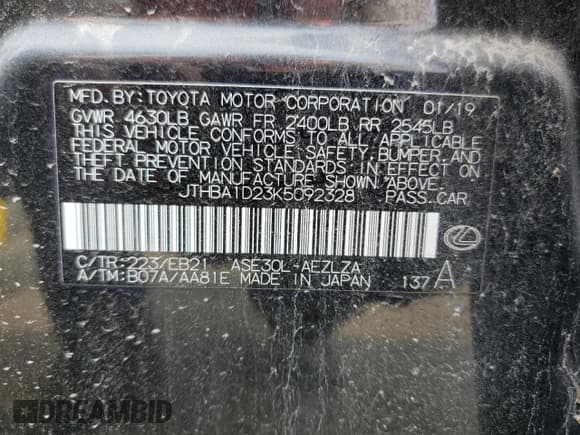 MFD. BY: TOYOTA MOTOR CORPORATION 01/19
GVWR 4630LB GAWR FR 2400LB RR 2545LB
THIS VEHICLE CONFORMS TO ALL APPLICABLE
FEDERAL MOTOR VEHICLE SAFETY, BUMPER, AND
THEFT PREVENTION STANDARDS IN EFFECT ON
THE DATE OF MANUFACTURE SHOWN ABOVE.
JTHBA1D23K5092328 PASS. CAR
C/TR: 223/EB21 ASE30L-AEZLZA
A/TM: B07A/AA81E MADE IN JAPAN 137 A
DREAMBID